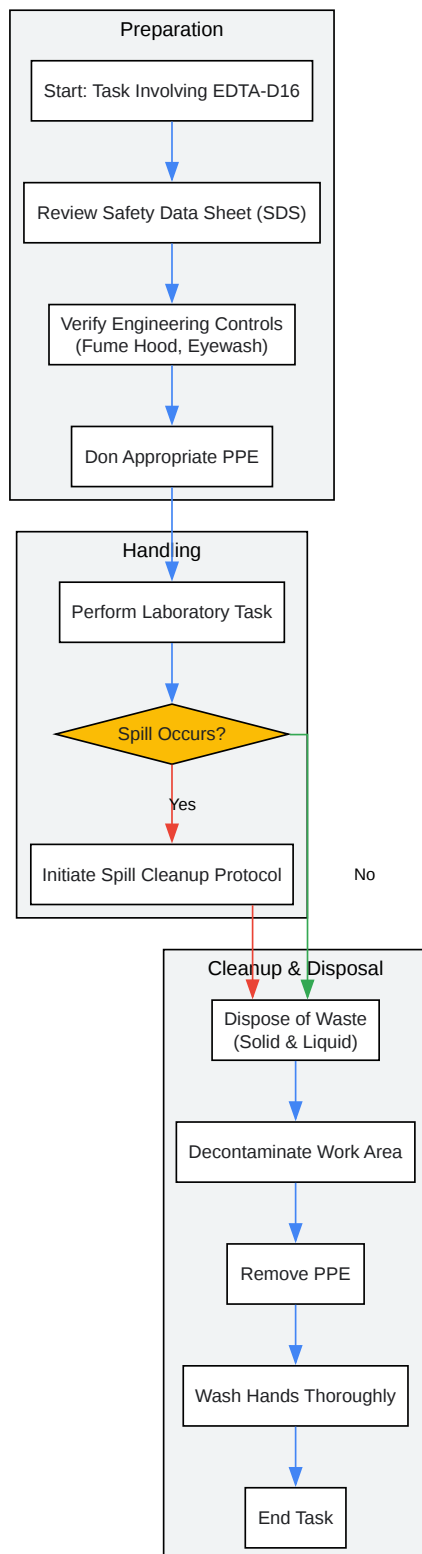 Preparation
Start: Task Involving EDTA-D16
Review Safety Data Sheet (SDS)
Verify Engineering Controls
(Fume Hood, Eyewash)
Don Appropriate PPE
Handling
Perform Laboratory Task
Spill Occurs?
Yes
Initiate Spill Cleanup Protocol
No
Cleanup & Disposal
Dispose of Waste
(Solid & Liquid)
Decontaminate Work Area
Remove PPE
Wash Hands Thoroughly
End Task